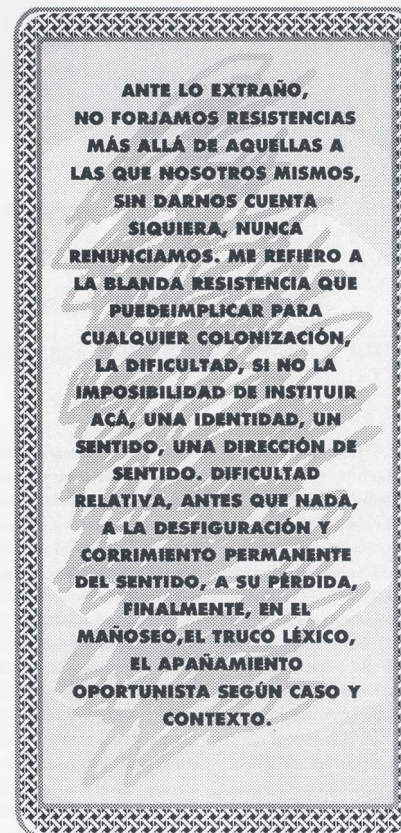 ANTE LO EXTRAÑO,
NO FORJAMOS RESISTENCIAS
MÁS ALLÁ DE AQUELLAS A
LAS QUE NOSOTROS MISMOS,
SIN DARNOS CUENTA
SIQUIERA, NUNCA
RENUNCIAMOS. ME REFIERO A
LA BLANDA RESISTENCIA QUE
PUEDEIMPLICAR PARA
CUALQUIER COLONIZACIÓN,
LA DIFICULTAD, SI NO LA
IMPOSIBILIDAD DE INSTITUIR
ACÁ, UNA IDENTIDAD, UN
SENTIDO, UNA DIRECCIÓN DE
SENTIDO. DIFICULTAD
RELATIVA, ANTES QUE NADA,
A LA DESFIGURACIÓN Y
CORRIMIENTO PERMANENTE
DEL SENTIDO, A SU PÉRDIDA,
FINALMENTE, EN EL
MAÑOSEO,EL TRUCO LÉXICO,
EL APAÑAMIENTO
OPORTUNISTA SEGÚN CASO Y
CONTEXTO.